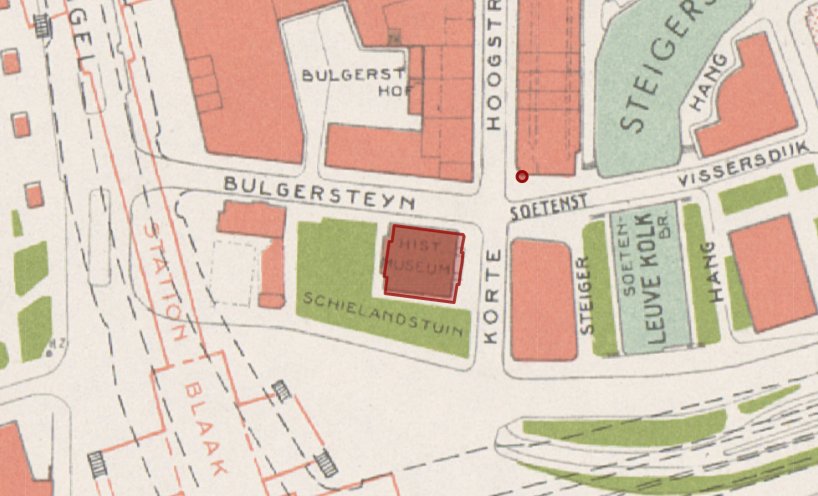 GEL
BULGERST
HOF
HOOGSTR
STEIGERS
HANG
VISSERSDIJK
BULGERSTEYN
SOETENST
HIST
MUSEUM
SCHIELANDSTUIN
KORTE
STEIGER
SOETEN-
BR.
LEUVE KOLK
HANG
STATION
BLAAK
HZ